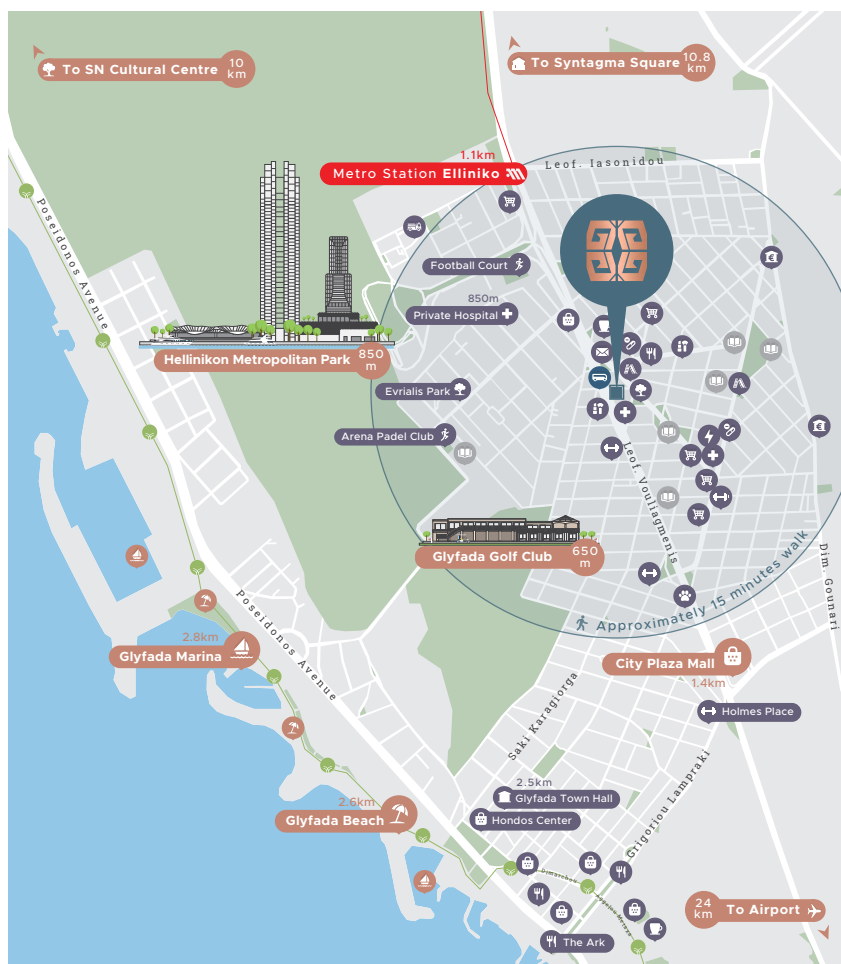 To SN Cultural Centre
10
km
To Syntagma Square
10.8
km
1.1km
Metro Station Elliniko
Leof. Iasonidou
Poseidonos Avenue
Football Court
850m
Private Hospital
Hellinikon Metropolitan Park
850
m
Evrialis Park
Arena Padel Club
Leof. Vouliagmenis
Glyfada Golf Club
650
m
Dim. Gounari
Approximately 15 minutes walk
Poseidonos Avenue
2.8km
Glyfada Marina
City Plaza Mall
1.4km
Saki Karagiorga
Holmes Place
Grigoriou Lampraki
2.5km
Glyfada Town Hall
2.6km
Glyfada Beach
Hondos Center
Dimarchou
24
km
To Airport
The Ark